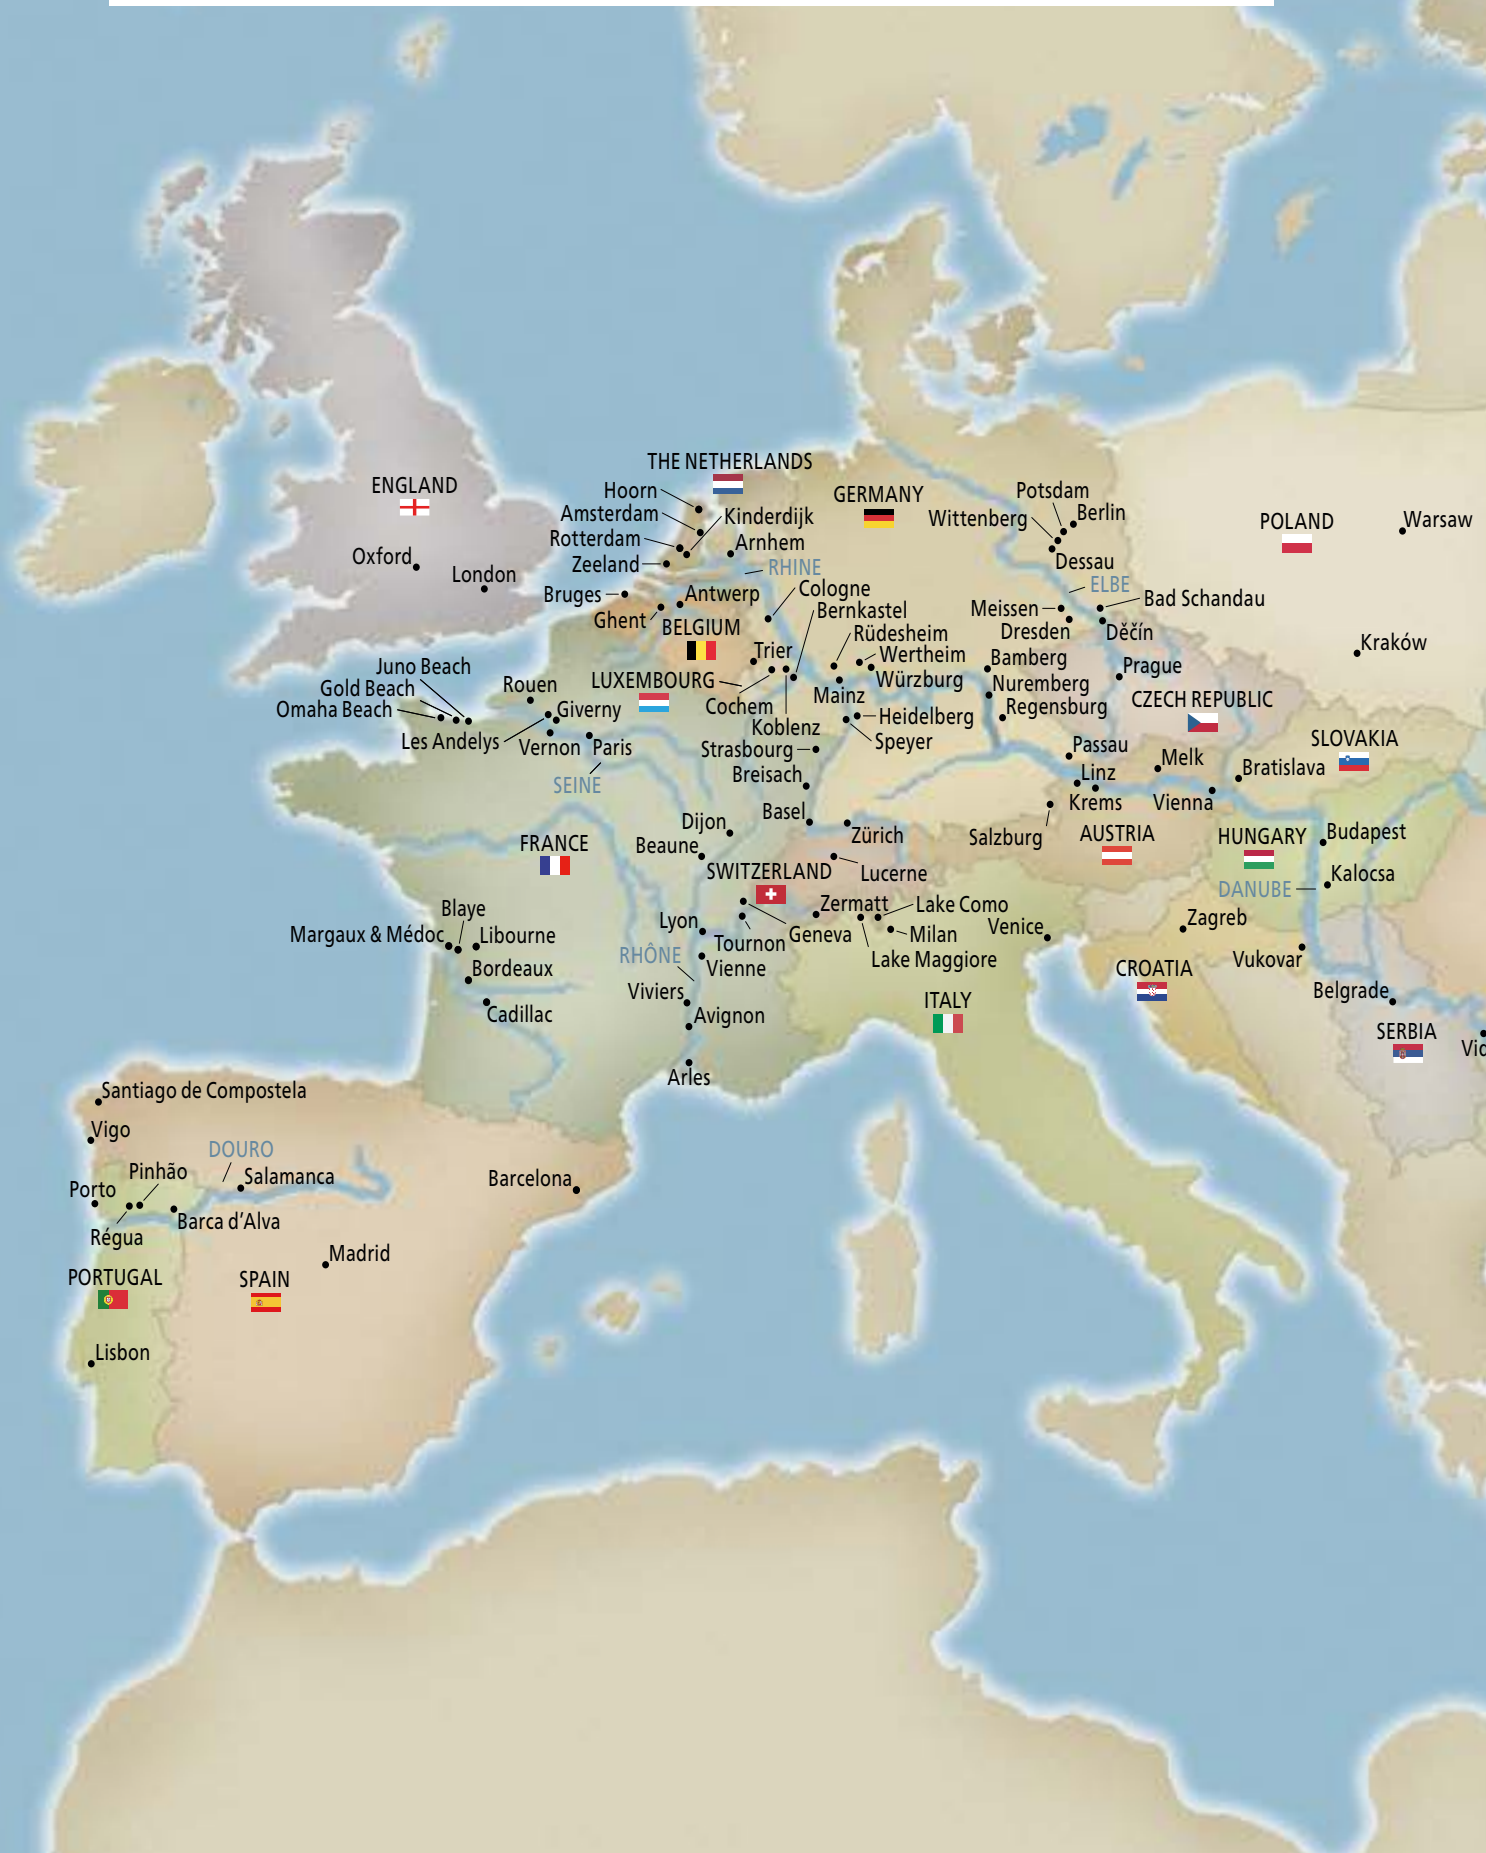 THE NETHERLANDS
ENGLAND
Hoorn
GERMANY
Potsdam
Amsterdam
Kinderdijk
Wittenberg
Berlin
POLAND
Warsaw
Rotterdam
Arnhem
Oxford
Zeeland
RHINE
Dessau
London
ELBE
Bruges
Antwerp
Cologne
Bad Schandau
Ghent
BELGIUM
Bernkastel
Meissen
Dresden
Děčín
Rüdesheim
Kraków
Trier
Wertheim
Bamberg
Prague
Juno Beach
Gold Beach
Omaha Beach
Rouen
LUXEMBOURG
Würzburg
Mainz
Nuremberg
CZECH REPUBLIC
Giverny
Cochem
Regensburg
Les Andelys
Koblenz
Heidelberg
Vernon
Paris
Strasbourg
Speyer
Passau
SLOVAKIA
SEINE
Breisach
Linz
Melk
Bratislava
Krems
Vienna
Dijon
Basel
Zürich
Salzburg
AUSTRIA
HUNGARY
Budapest
FRANCE
Beaune
SWITZERLAND
Lucerne
Kalocsa
DANUBE
Blaye
Lyon
Zermatt
Lake Como
Zagreb
Margaux & Médoc
Libourne
Tournon
Geneva
Milan
Venice
RHÔNE
Vienne
Lake Maggiore
Vukovar
Bordeaux
CROATIA
Viviers
Belgrade
Cadillac
Avignon
ITALY
SERBIA
Vid
Arles
Santiago de Compostela
Vigo
DOURO
Pinhão
Salamanca
Barcelona
Porto
Régua
Barca d’Alva
Madrid
PORTUGAL
SPAIN
Lisbon